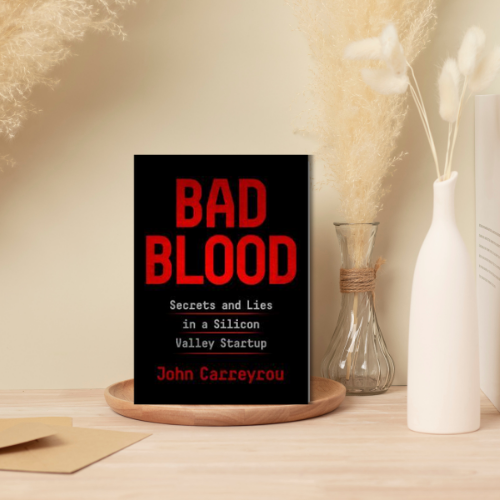 BAD
BLOOD
Secrets and Lies
in a Silicon
Valley Startup
John Carreyrou